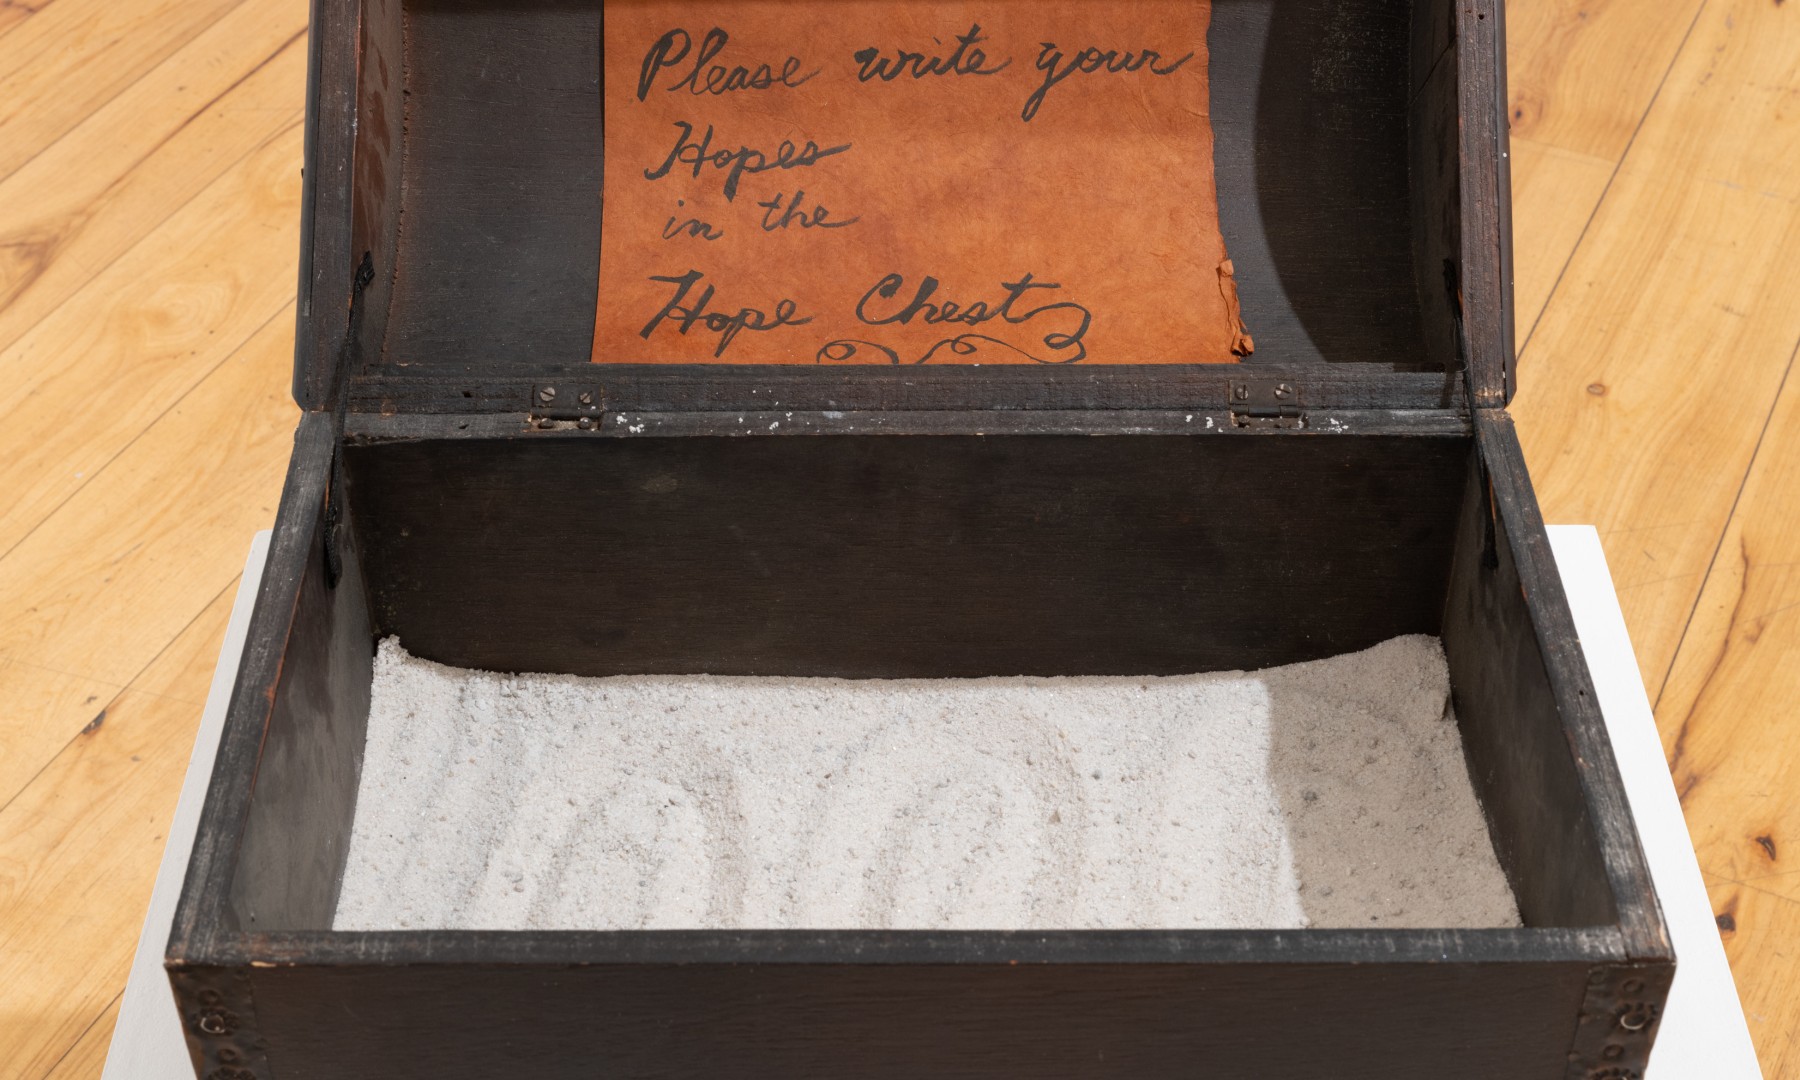 Please write your
Hopes
in the
Hope Chest